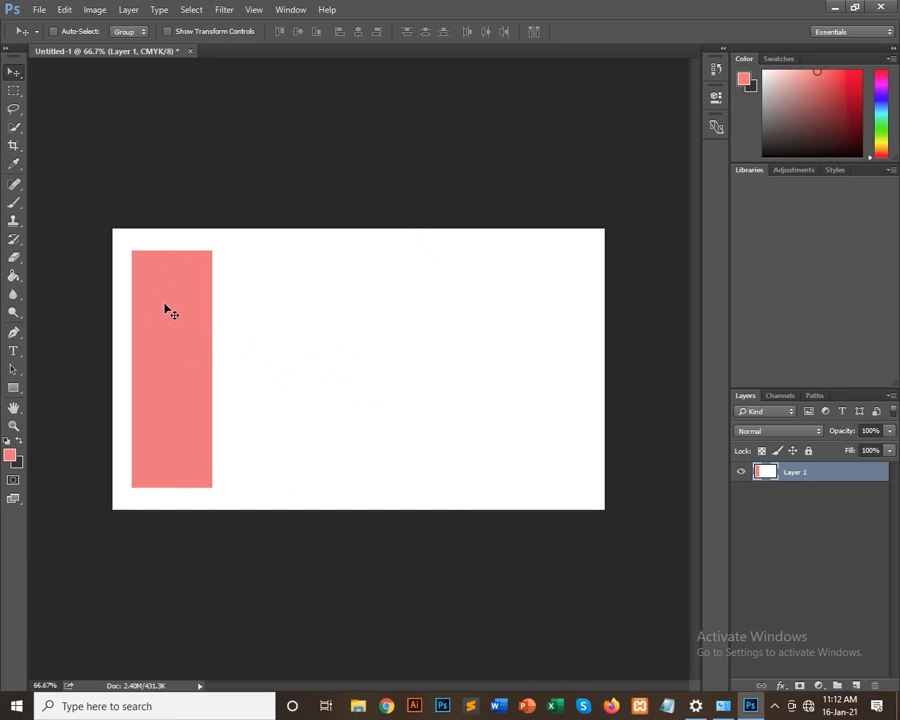 Ps File Edit Image Layer Type Select Filter View Window Help
Auto-Select: Group Show Transform Controls Essentials
Untitled-1 @ 66.7% (Layer 1, CMYK/8) * ×
Color Swatches
Libraries Adjustments Styles
Layers Channels Paths
Kind
Normal Opacity: 100%
Lock: Fill: 100%
Layer 1
Activate Windows
Go to Settings to activate Windows.
66.67% Doc: 2.40M/431.3K
Type here to search
11:12 AM
16-Jan-21